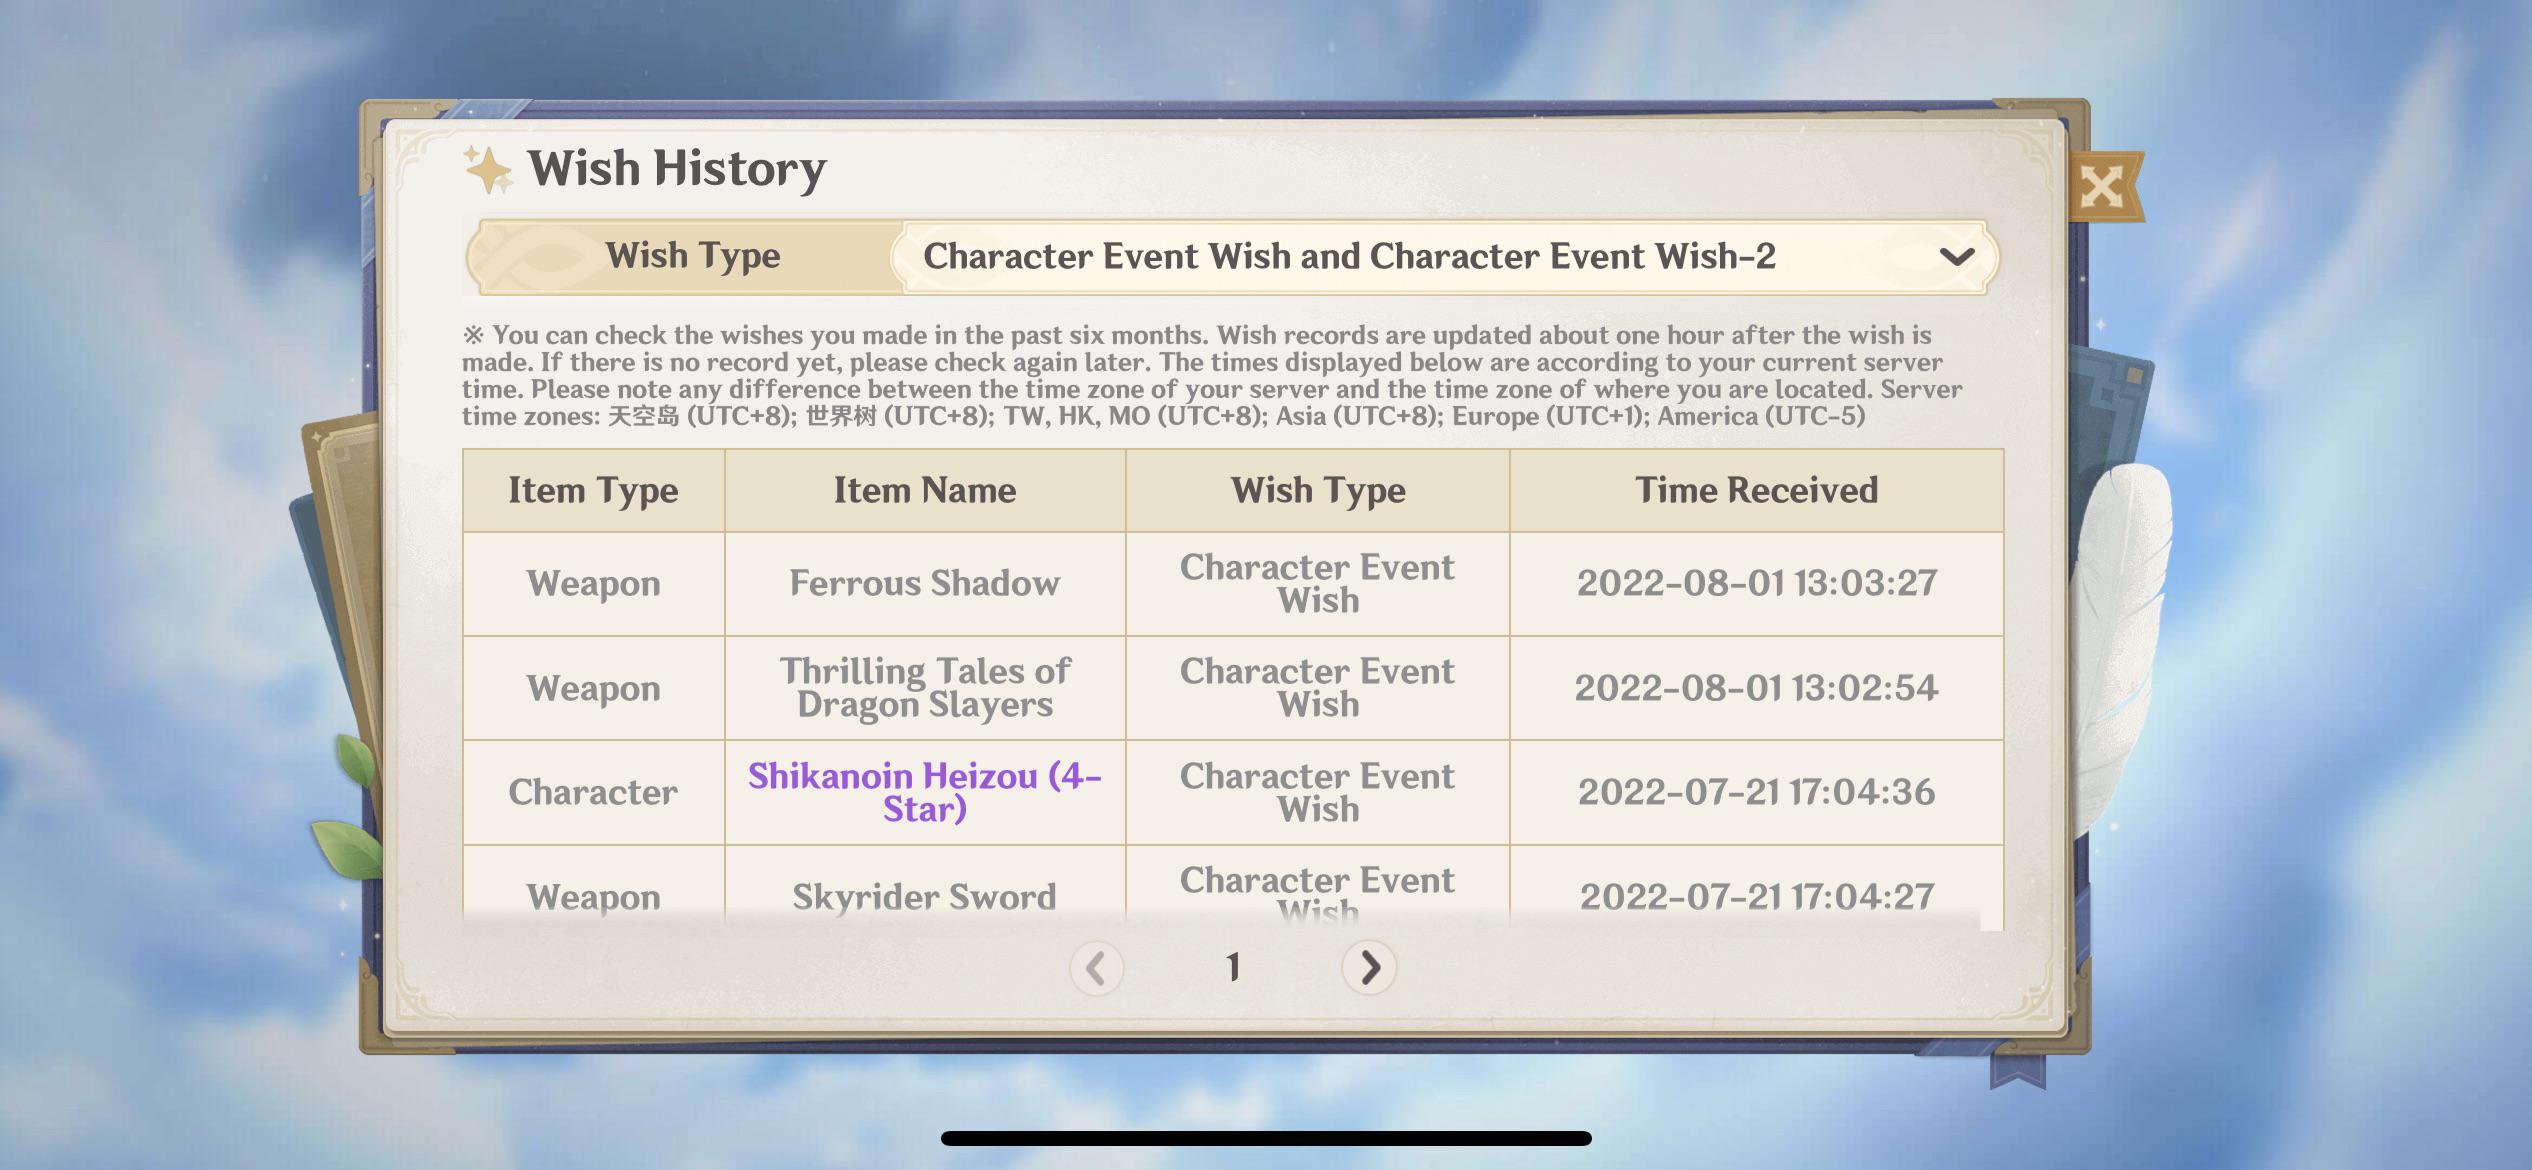 Wish History
Wish Type Character Event Wish and Character Event Wish-2
※ You can check the wishes you made in the past six months. Wish records are updated about one hour after the wish is
made. If there is no record yet, please check again later. The times displayed below are according to your current server
time. Please note any difference between the time zone of your server and the time zone of where you are located. Server
time zones: 天空岛 (UTC+8); 世界树 (UTC+8); TW, HK, MO (UTC+8); Asia (UTC+8); Europe (UTC+1); America (UTC-5)
Item Type Item Name Wish Type Time Received
Weapon Ferrous Shadow Character Event
Wish 2022-08-01 13:03:27
Weapon Thrilling Tales of
Dragon Slayers Character Event
Wish 2022-08-01 13:02:54
Character Shikanoin Heizou (4-
Star) Character Event
Wish 2022-07-21 17:04:36
Weapon Skyrider Sword Character Event
Wish 2022-07-21 17:04:27
1